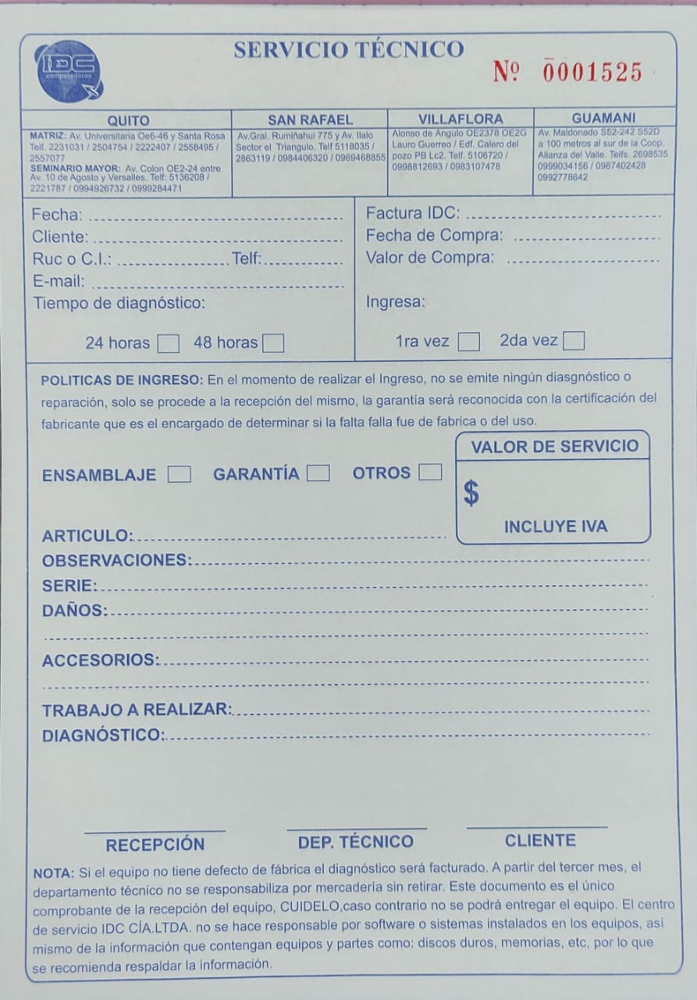 IDC
computadoras
SERVICIO TÉCNICO
Nº 0001525
QUITO
MATRIZ: Av. Universitaria Oe6-46 y Santa Rosa
Telf. 2231031 / 2504754 / 2222407 / 2558495 /
2557077
SEMINARIO MAYOR: Av. Colon OE2-24 entre
Av. 10 de Agosto y Versalles. Telf: 5136208 /
2221787 / 0994926732 / 0999284471
SAN RAFAEL
Av.Gral. Rumiñahui 775 y Av. Ilalo
Sector el Triangulo. Telf 5118035 /
2863119 / 0984406320 / 0969468855
VILLAFLORA
Alonso de Ángulo OE2378 OE2G
Lauro Guerreo / Edf. Calero del
pozo PB Lc2. Telf. 5106720 /
0998812693 / 0983107478
GUAMANI
Av. Maldonado S52-242 S52D
a 100 metros al sur de la Coop.
Alianza del Valle. Telfs. 2698535
0999034156 / 0987402428
0992778642
Fecha:
Cliente:
Ruc o C.I.: Telf:
E-mail:
Tiempo de diagnóstico:
24 horas 48 horas
Factura IDC:
Fecha de Compra:
Valor de Compra:
Ingresa:
1ra vez 2da vez
POLITICAS DE INGRESO: En el momento de realizar el Ingreso, no se emite ningún diasgnóstico o
reparación, solo se procede a la recepción del mismo, la garantía será reconocida con la certificación del
fabricante que es el encargado de determinar si la falta falla fue de fabrica o del uso.
ENSAMBLAJE GARANTÍA OTROS
VALOR DE SERVICIO
$
INCLUYE IVA
ARTICULO:
OBSERVACIONES:
SERIE:
DAÑOS:
ACCESORIOS:
TRABAJO A REALIZAR:
DIAGNÓSTICO:
RECEPCIÓN DEP. TÉCNICO CLIENTE
NOTA: Si el equipo no tiene defecto de fábrica el diagnóstico será facturado. A partir del tercer mes, el
departamento técnico no se responsabiliza por mercadería sin retirar. Este documento es el único
comprobante de la recepción del equipo, CUIDELO,caso contrario no se podrá entregar el equipo. El centro
de servicio IDC CÍA.LTDA. no se hace responsable por software o sistemas instalados en los equipos, asi
mismo de la información que contengan equipos y partes como: discos duros, memorias, etc, por lo que
se recomienda respaldar la información.